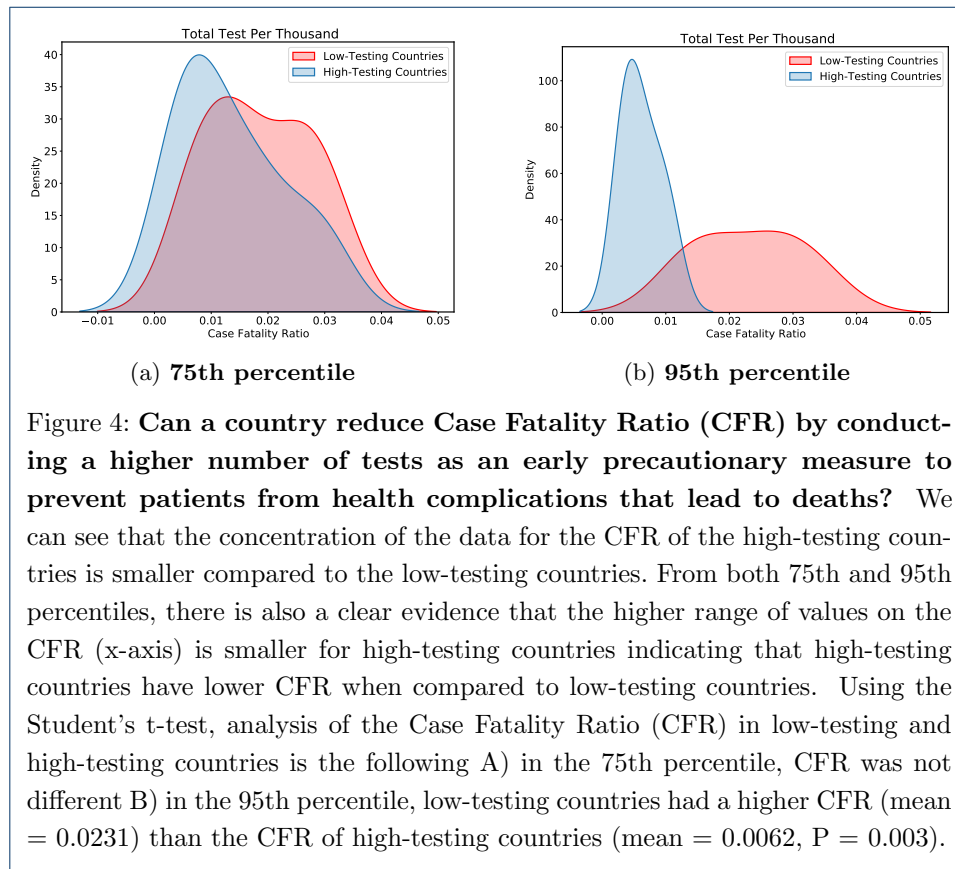 Total Test Per Thousand
Low-Testing Countries
High-Testing Countries
40
35
30
25
20
15
10
5
0
Density
−0.01 0.00 0.01 0.02 0.03 0.04 0.05
Case Fatality Ratio
(a) 75th percentile
Total Test Per Thousand
Low-Testing Countries
High-Testing Countries
100
80
60
40
20
0
Density
0.00 0.01 0.02 0.03 0.04 0.05
Case Fatality Ratio
(b) 95th percentile
Figure 4: Can a country reduce Case Fatality Ratio (CFR) by conduct-
ing a higher number of tests as an early precautionary measure to
prevent patients from health complications that lead to deaths? We
can see that the concentration of the data for the CFR of the high-testing coun-
tries is smaller compared to the low-testing countries. From both 75th and 95th
percentiles, there is also a clear evidence that the higher range of values on the
CFR (x-axis) is smaller for high-testing countries indicating that high-testing
countries have lower CFR when compared to low-testing countries. Using the
Student's t-test, analysis of the Case Fatality Ratio (CFR) in low-testing and
high-testing countries is the following A) in the 75th percentile, CFR was not
different B) in the 95th percentile, low-testing countries had a higher CFR (mean
= 0.0231) than the CFR of high-testing countries (mean = 0.0062, P = 0.003).